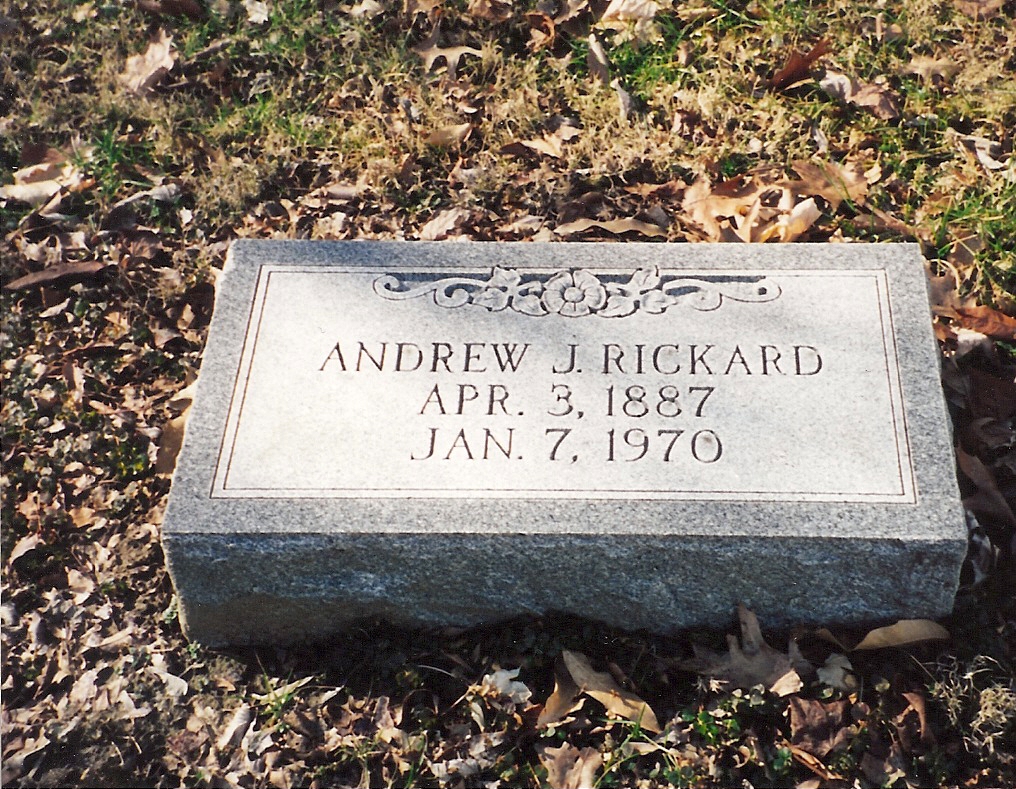 ANDREW J. RICKARD
APR. 3, 1887
JAN. 7, 1970